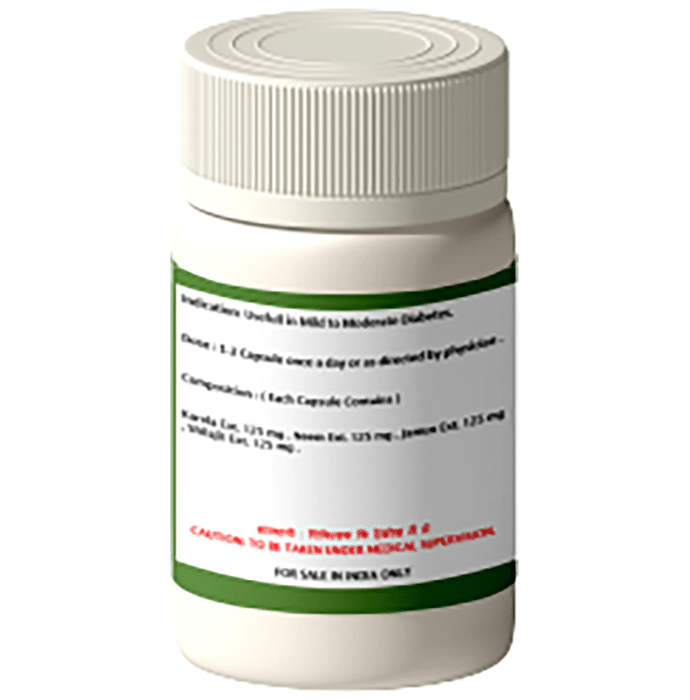 Indication: Usefull in Mild to Moderate Diabetes.
Dose : 1-2 Capsule once a day or as directed by physician .
Composition : ( Each Capsule Contains )
Karela Ext. 125 mg , Neem Ext. 125 mg , Jamun Ext. 125 mg
, Shilajit Ext. 125 mg .
CAUTION: TO BE TAKEN UNDER MEDICAL SUPERVISION.
FOR SALE IN INDIA ONLY